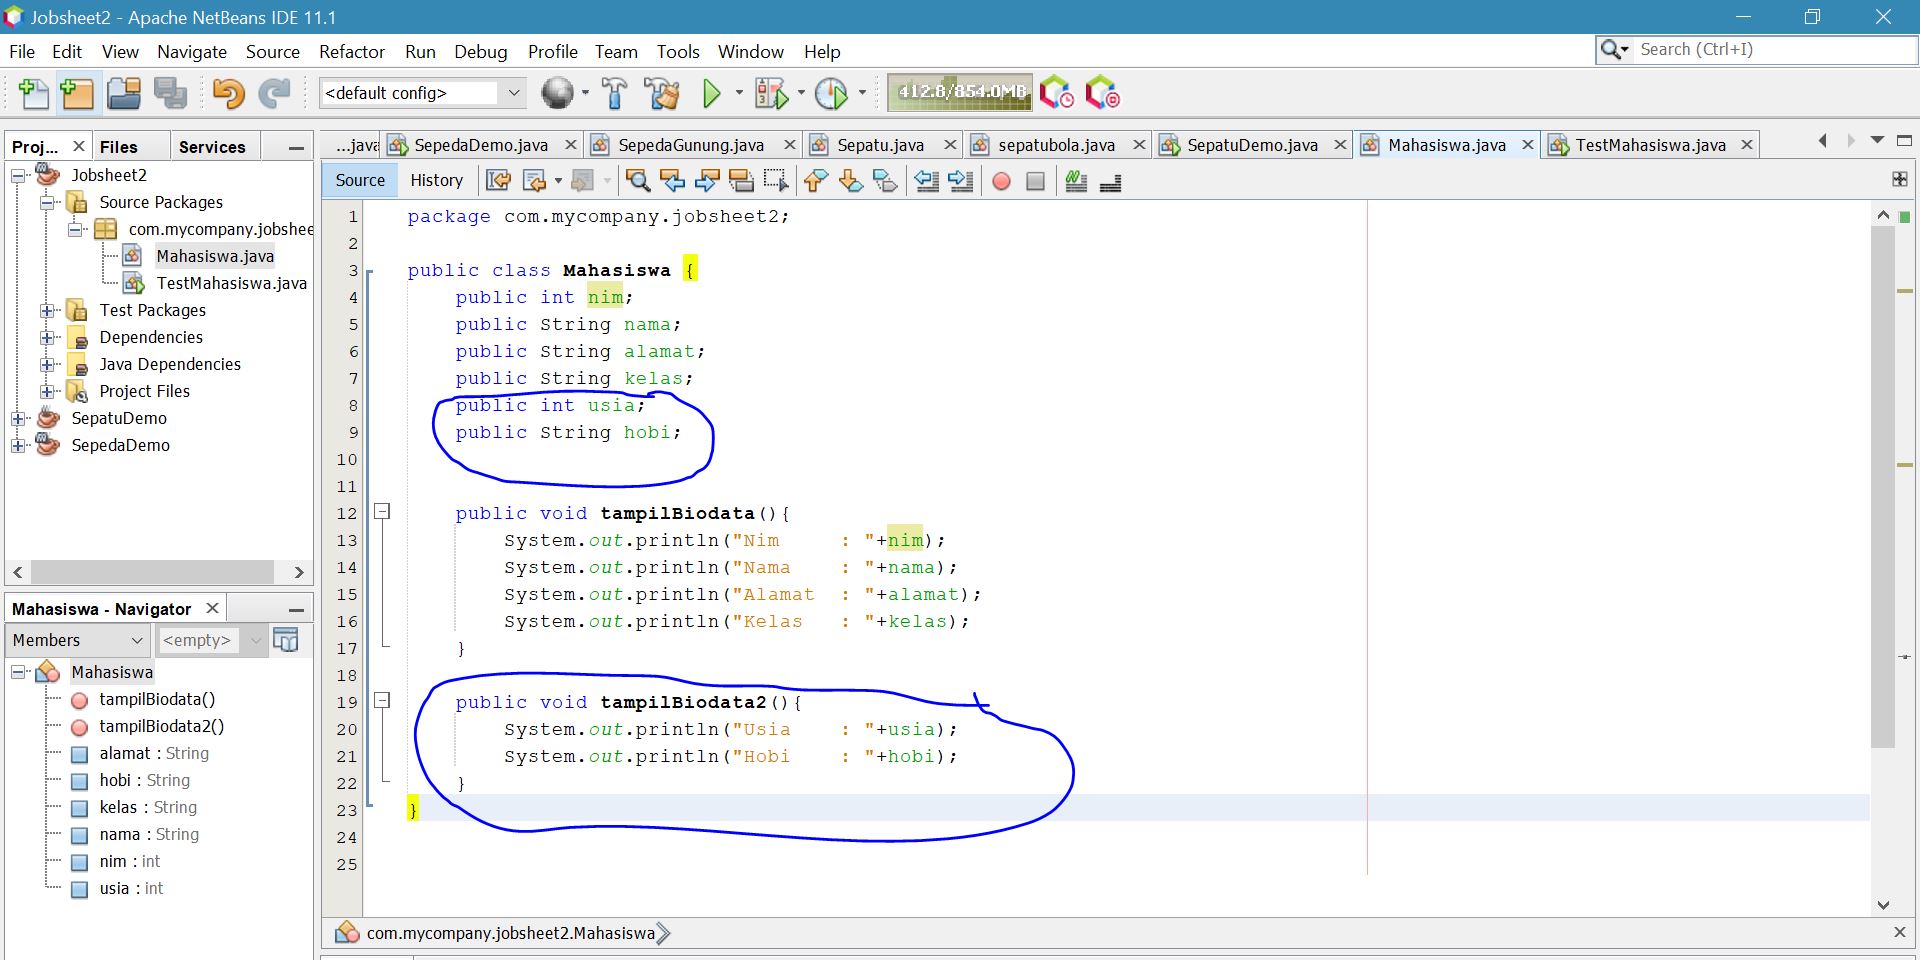 Jobsheet2 - Apache NetBeans IDE 11.1
File Edit View Navigate Source Refactor Run Debug Profile Team Tools Window Help
Search (Ctrl+I)
<default config>
412.8/854.0MB
Proj... Files Services
Jobsheet2
Source Packages
com.mycompany.jobshee
Mahasiswa.java
TestMahasiswa.java
Test Packages
Dependencies
Java Dependencies
Project Files
SepatuDemo
SepedaDemo
Mahasiswa - Navigator
Members <empty>
Mahasiswa
tampilBiodata()
tampilBiodata2()
alamat : String
hobi : String
kelas : String
nama : String
nim : int
usia : int
...java SepedaDemo.java SepedaGunung.java Sepatu.java sepatubola.java SepatuDemo.java Mahasiswa.java TestMahasiswa.java
Source History
1 package com.mycompany.jobsheet2;
2
3 public class Mahasiswa {
4 public int nim;
5 public String nama;
6 public String alamat;
7 public String kelas;
8 public int usia;
9 public String hobi;
10
11
12 public void tampilBiodata(){
13 System.out.println("Nim : "+nim);
14 System.out.println("Nama : "+nama);
15 System.out.println("Alamat : "+alamat);
16 System.out.println("Kelas : "+kelas);
17 }
18
19 public void tampilBiodata2(){
20 System.out.println("Usia : "+usia);
21 System.out.println("Hobi : "+hobi);
22 }
23 }
24
25
com.mycompany.jobsheet2.Mahasiswa